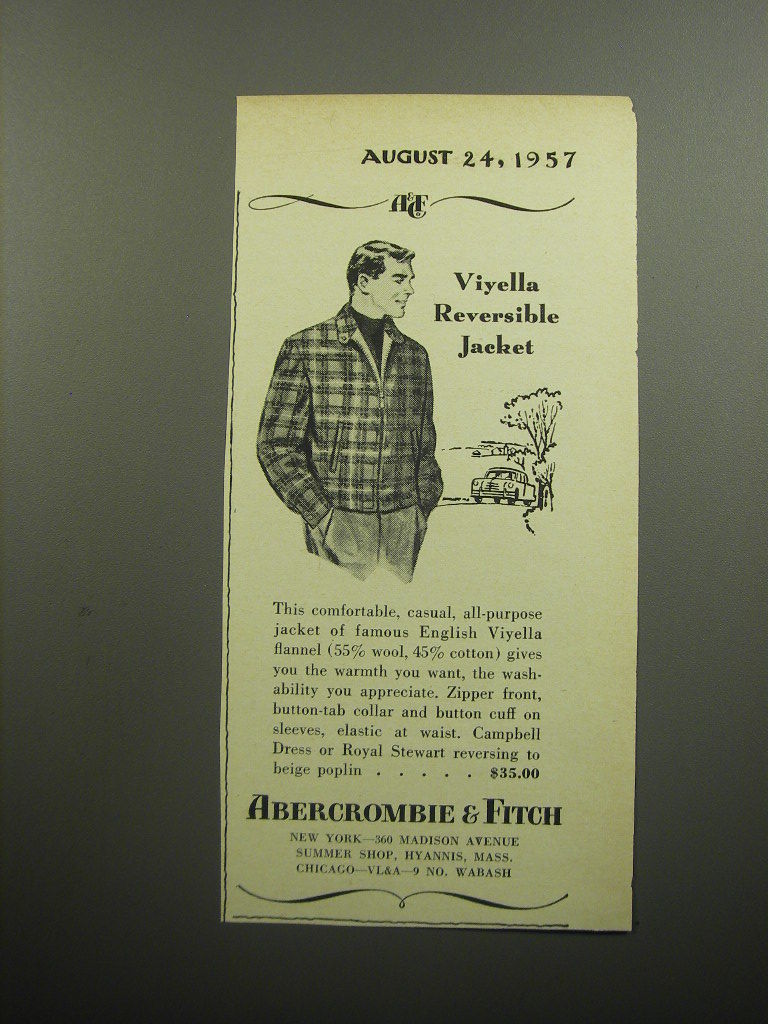 AUGUST 24, 1957
A&F Co
Viyella
Reversible
Jacket
This comfortable, casual, all-purpose
jacket of famous English Viyella
flannel (55% wool, 45% cotton) gives
you the warmth you want, the wash-
ability you appreciate. Zipper front,
button-tab collar and button cuff on
sleeves, elastic at waist. Campbell
Dress or Royal Stewart reversing to
beige poplin . . . . . $35.00
ABERCROMBIE & FITCH
NEW YORK—360 MADISON AVENUE
SUMMER SHOP, HYANNIS, MASS.
CHICAGO—VL&A—9 NO. WABASH